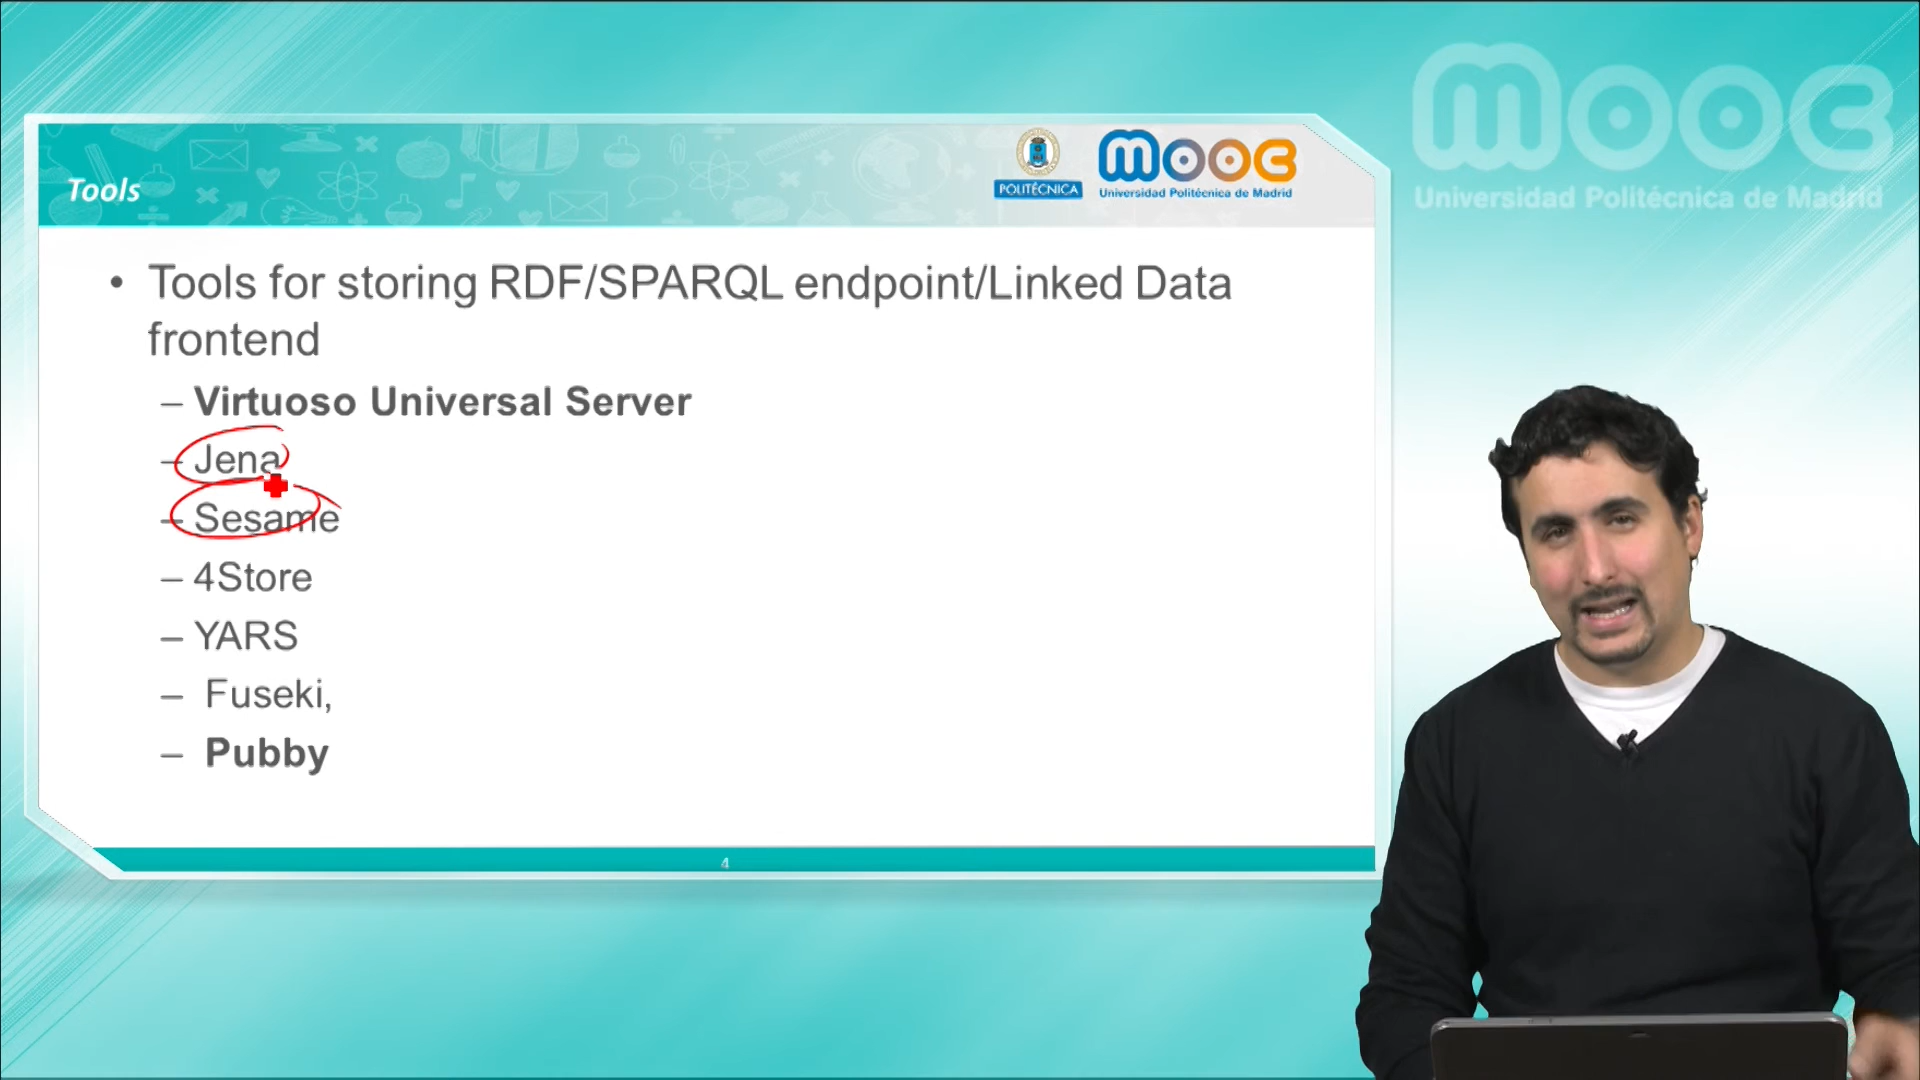 mooc
Universidad Politécnica de Madrid
Tools
POLITÉCNICA
mooc
Universidad Politécnica de Madrid
• Tools for storing RDF/SPARQL endpoint/Linked Data
frontend
– Virtuoso Universal Server
– Jena
– Sesame
– 4Store
– YARS
– Fuseki,
– Pubby
4